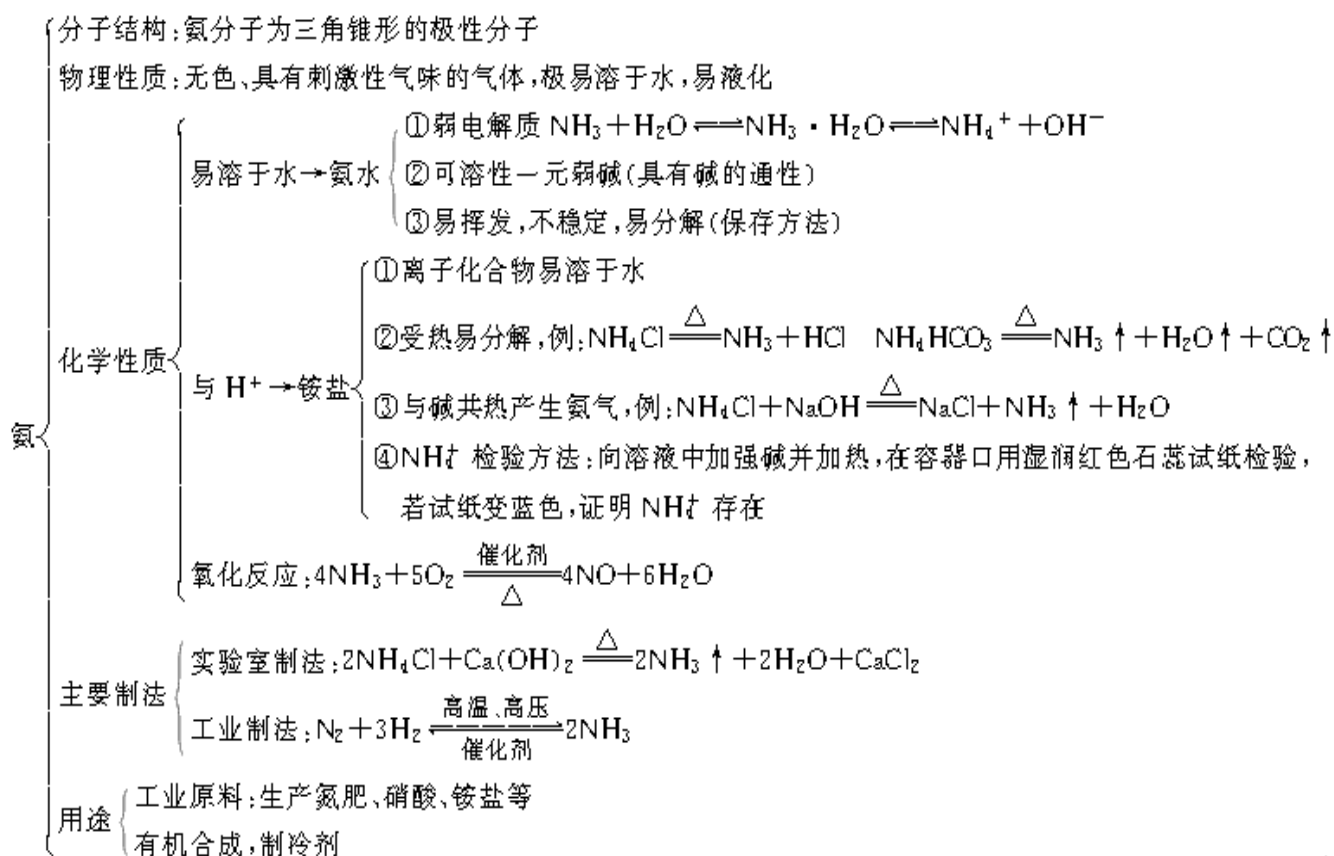 分子结构:氨分子为三角锥形的极性分子
物理性质:无色、具有刺激性气味的气体,极易溶于水,易液化
①弱电解质 NH₃+H₂O⇌NH₃·H₂O⇌NH₄⁺+OH⁻
易溶于水→氨水
②可溶性一元弱碱(具有碱的通性)
③易挥发,不稳定,易分解(保存方法)
①离子化合物易溶于水
②受热易分解,例:NH₄Cl≜NH₃+HCl NH₄HCO₃≜NH₃↑+H₂O↑+CO₂↑
化学性质
与 H⁺→铵盐
③与碱共热产生氨气,例:NH₄Cl+NaOH≜NaCl+NH₃↑+H₂O
氨
④NH₄⁺ 检验方法:向溶液中加强碱并加热,在容器口用湿润红色石蕊试纸检验,
若试纸变蓝色,证明 NH₄⁺ 存在
催化剂
氧化反应:4NH₃+5O₂══4NO+6H₂O
△
实验室制法:2NH₄Cl+Ca(OH)₂≜2NH₃↑+2H₂O+CaCl₂
主要制法
高温、高压
工业制法:N₂+3H₂⇌2NH₃
催化剂
工业原料:生产氮肥、硝酸、铵盐等
用途
有机合成,制冷剂